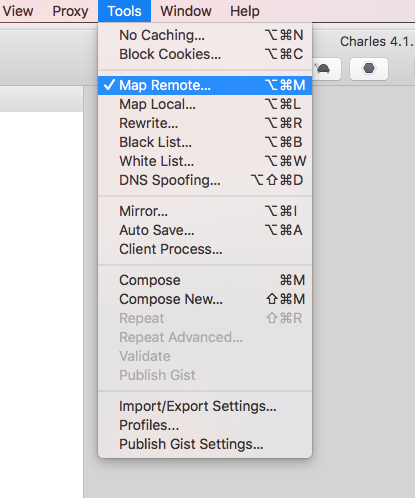 View Proxy Tools Window Help
Charles 4.1.
No Caching... ⌥⌘N
Block Cookies... ⌥⌘C
✓ Map Remote... ⌥⌘M
Map Local... ⌥⌘L
Rewrite... ⌥⌘R
Black List... ⌥⌘B
White List... ⌥⌘W
DNS Spoofing... ⌥⇧⌘D
Mirror... ⌥⌘I
Auto Save... ⌥⌘A
Client Process...
Compose ⌘M
Compose New... ⇧⌘M
Repeat ⇧⌘R
Repeat Advanced...
Validate
Publish Gist
Import/Export Settings...
Profiles...
Publish Gist Settings...